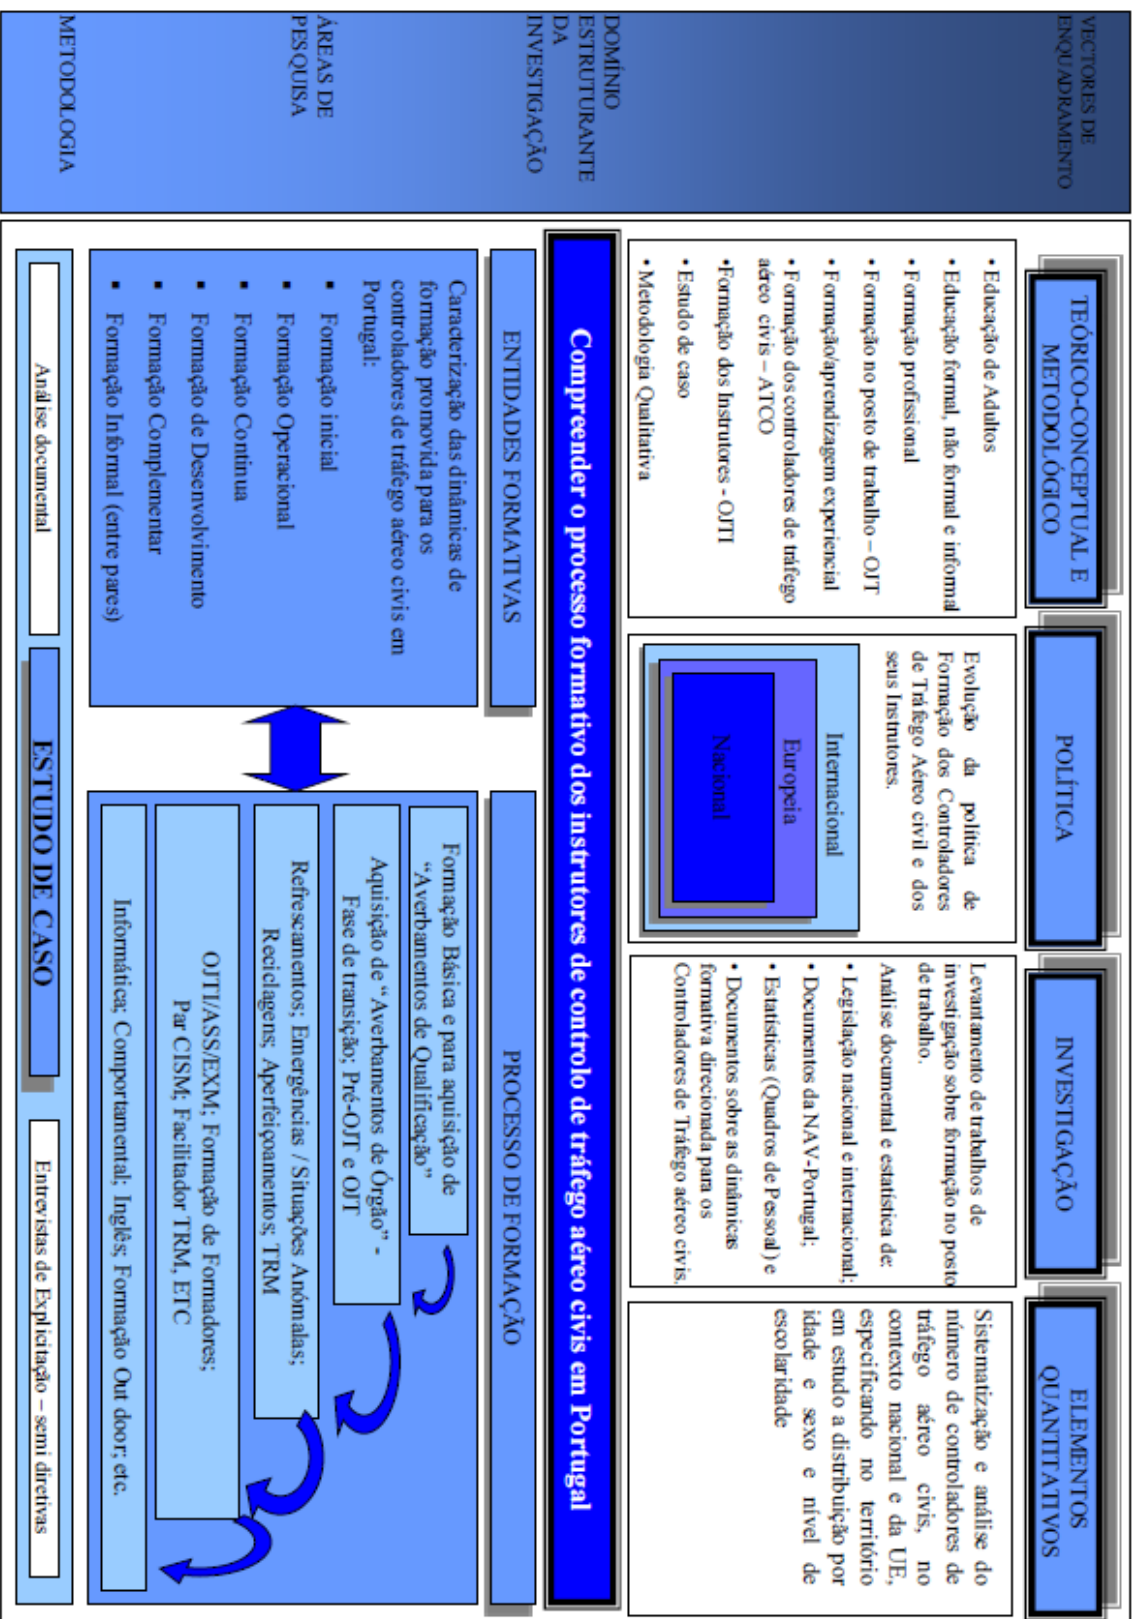 VECTORES DE
ENQUADRAMENTO
TEÓRICO-CONCEPTUAL E
METODOLÓGICO
POLÍTICA
INVESTIGAÇÃO
ELEMENTOS
QUANTITATIVOS
• Educação de Adultos
• Educação formal, não formal e informal
• Formação profissional
• Formação no posto de trabalho – OJT
• Formação/aprendizagem experiencial
• Formação dos controladores de tráfego
aéreo civis – ATCO
•Formação dos Instrutores - OJTI
• Estudo de caso
• Metodologia Qualitativa
Evolução da política de
Formação dos Controladores
de Tráfego Aéreo civil e dos
seus Instrutores.
Internacional
Europeia
Nacional
Levantamento de trabalhos de
investigação sobre formação no posto
de trabalho.
Análise documental e estatística de:
• Legislação nacional e internacional;
• Documentos da NAV-Portugal;
• Estatísticas (Quadros de Pessoal) e
• Documentos sobre as dinâmicas
formativa direcionada para os
Controladores de Tráfego aéreo civis.
Sistematização e análise do
número de controladores de
tráfego aéreo civis, no
contexto nacional e da UE,
especificando no território
em estudo a distribuição por
idade e sexo e nível de
escolaridade
DOMÍNIO
ESTRUTURANTE
DA
INVESTIGAÇÃO
Compreender o processo formativo dos instrutores de controlo de tráfego aéreo civis em Portugal
ÁREAS DE
PESQUISA
ENTIDADES FORMATIVAS
Caracterização das dinâmicas de
formação promovida para os
controladores de tráfego aéreo civis em
Portugal:
▪ Formação inicial
▪ Formação Operacional
▪ Formação Continua
▪ Formação de Desenvolvimento
▪ Formação Complementar
▪ Formação Informal (entre pares)
PROCESSO DE FORMAÇÃO
Formação Básica e para aquisição de
“Averbamentos de Qualificação”
Aquisição de “Averbamentos de Órgão” -
Fase de transição; Pré-OJT e OJT
Refrescamentos; Emergências / Situações Anómalas;
Reciclagens; Aperfeiçoamentos; TRM
OJTI/ASS/EXM; Formação de Formadores;
Par CISM; Facilitador TRM, ETC
Informática; Comportamental; Inglês; Formação Out door; etc.
METODOLOGIA
Análise documental
ESTUDO DE CASO
Entrevistas de Explicitação – semi diretivas